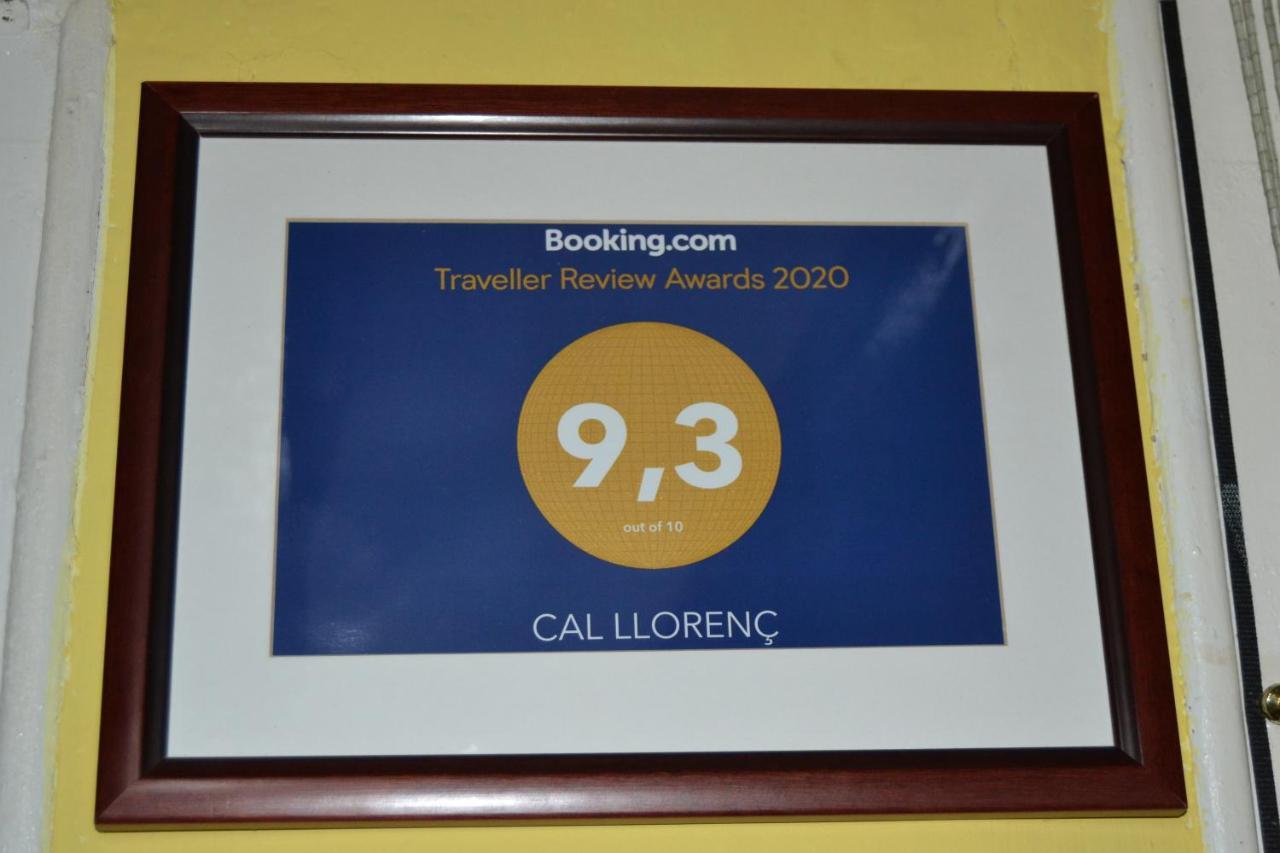 Booking.com
Traveller Review Awards 2020
9,3
out of 10
CAL LLORENÇ